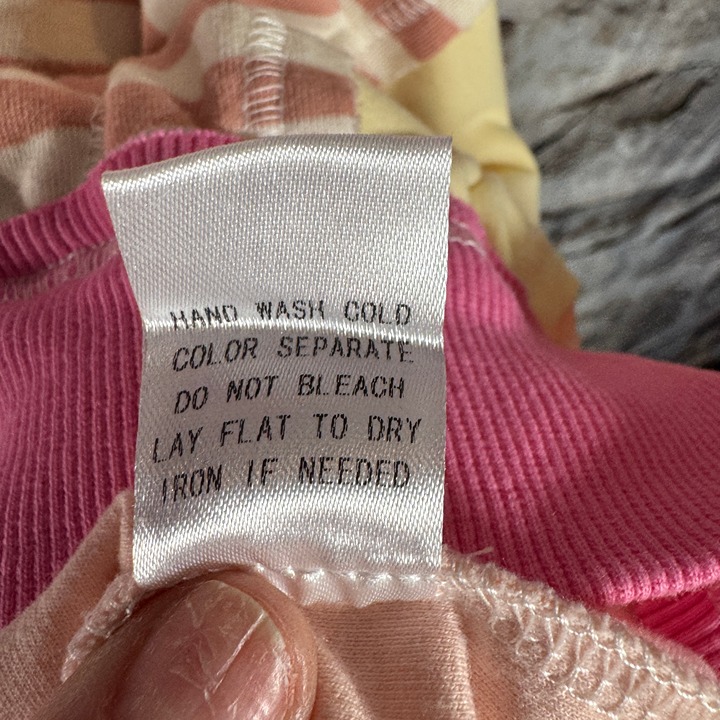 HAND WASH COLD
COLOR SEPARATE
DO NOT BLEACH
LAY FLAT TO DRY
IRON IF NEEDED